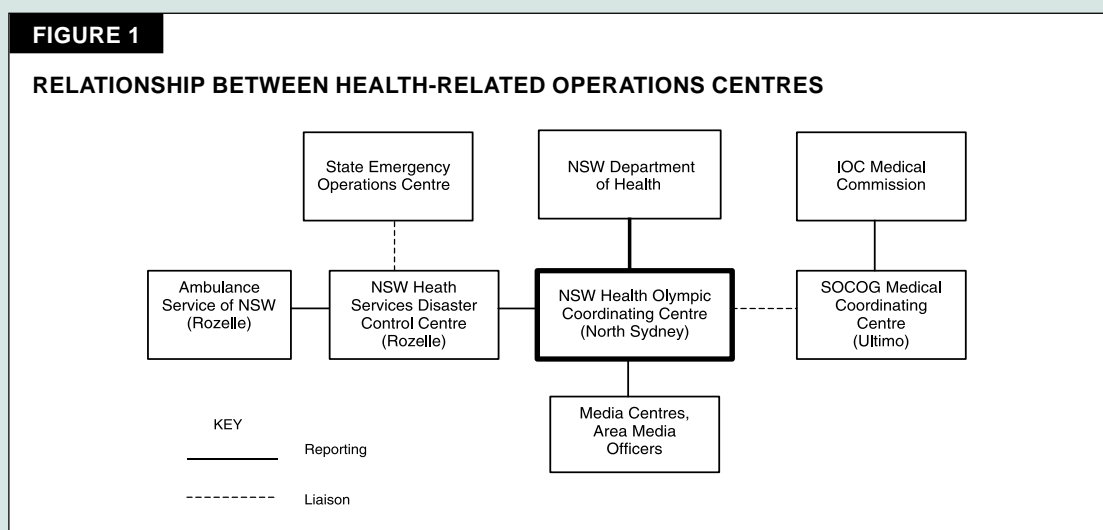 FIGURE 1
RELATIONSHIP BETWEEN HEALTH-RELATED OPERATIONS CENTRES
State Emergency
Operations Centre
NSW Department
of Health
IOC Medical
Commission
Ambulance
Service of NSW
(Rozelle)
NSW Heath
Services Disaster
Control Centre
(Rozelle)
NSW Health Olympic
Coordinating Centre
(North Sydney)
SOCOG Medical
Coordinating
Centre
(Ultimo)
Media Centres,
Area Media
Officers
KEY
Reporting
Liaison